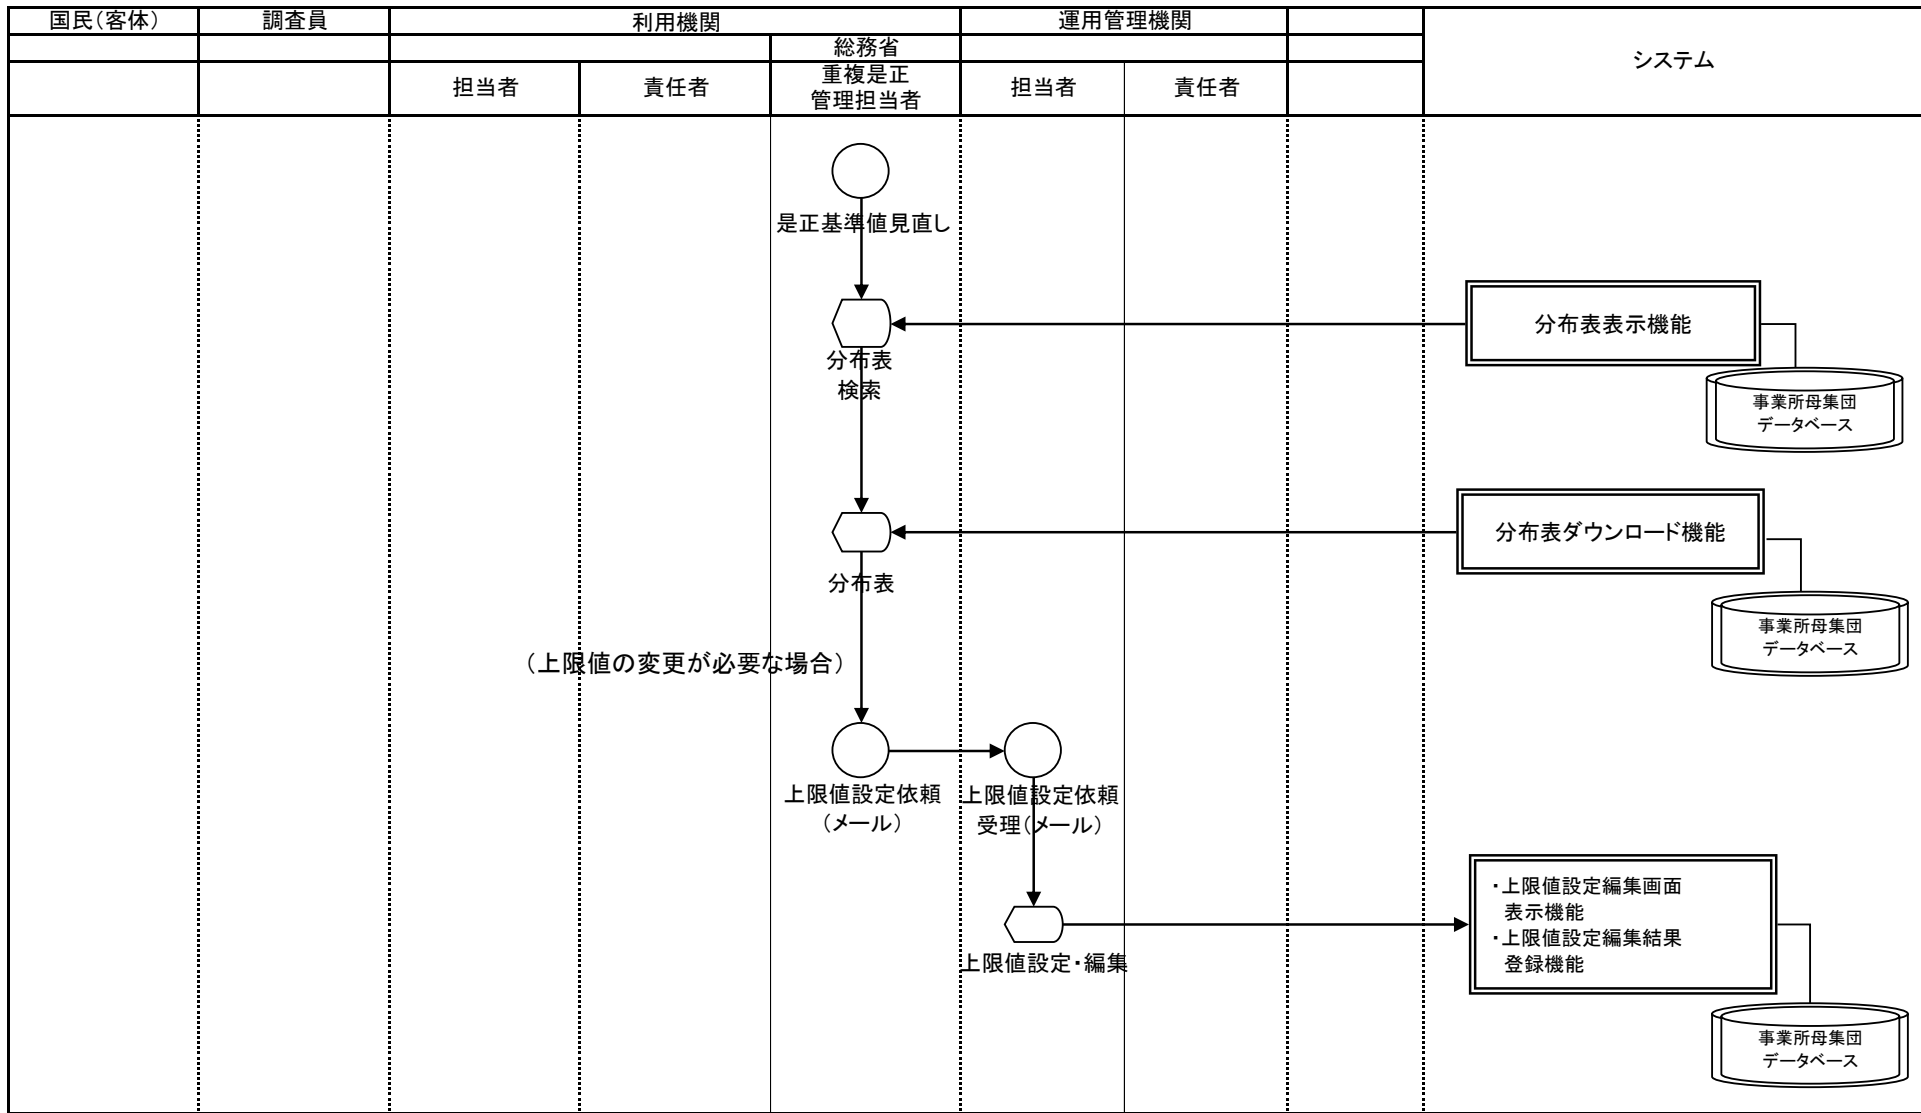 国民(客体)
調査員
利用機関
運用管理機関
総務省
システム
担当者
責任者
重複是正
管理担当者
担当者
責任者
是正基準値見直し
分布表表示機能
分布表
検索
事業所母集団
データベース
分布表ダウンロード機能
分布表
事業所母集団
データベース
(上限値の変更が必要な場合)
上限値設定依頼
(メール)
上限値設定依頼
受理(メール)
・上限値設定編集画面
表示機能
・上限値設定編集結果
登録機能
上限値設定・編集
事業所母集団
データベース